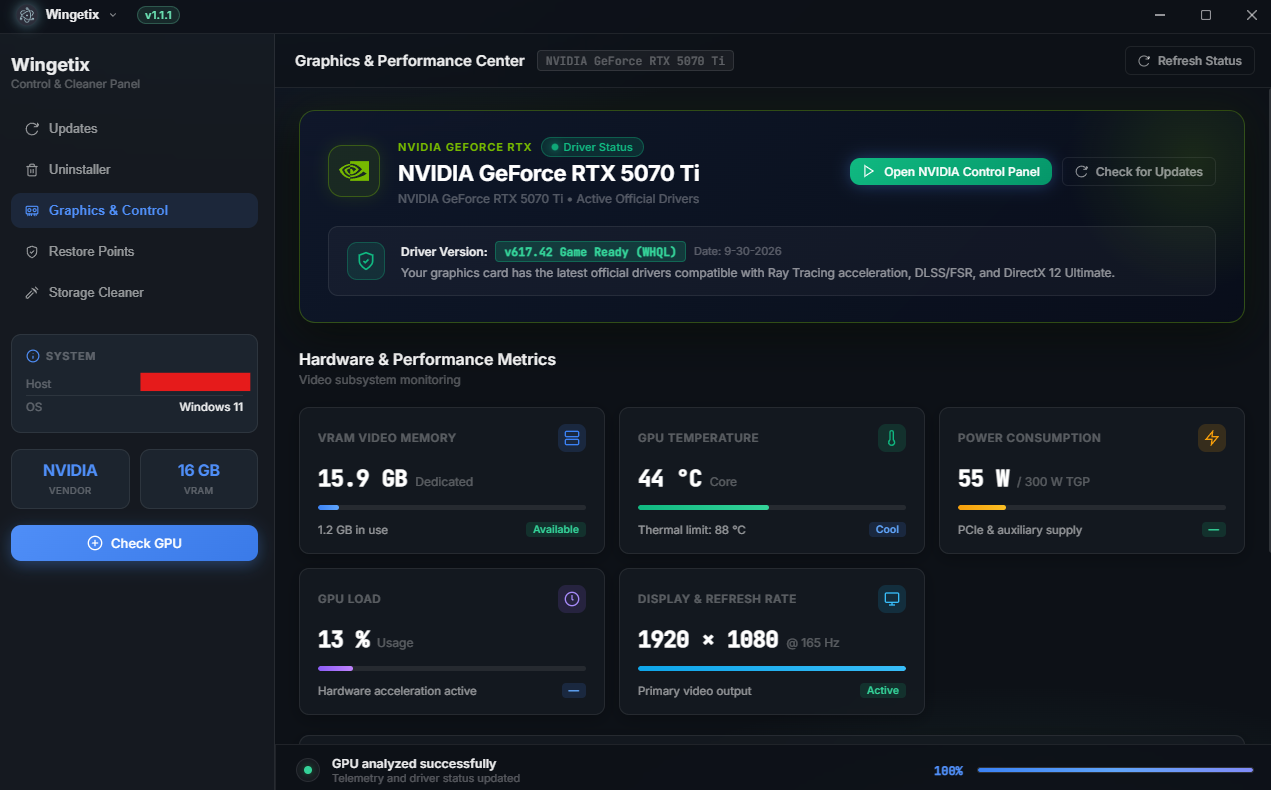 Wingetix v1.1.1
Wingetix
Control & Cleaner Panel
Updates
Uninstaller
Graphics & Control
Restore Points
Storage Cleaner
SYSTEM
Host
OS Windows 11
NVIDIA
VENDOR
16 GB
VRAM
Check GPU
Graphics & Performance Center NVIDIA GeForce RTX 5070 Ti
Refresh Status
NVIDIA GEFORCE RTX Driver Status
NVIDIA GeForce RTX 5070 Ti
NVIDIA GeForce RTX 5070 Ti • Active Official Drivers
Open NVIDIA Control Panel
Check for Updates
Driver Version: v617.42 Game Ready (WHQL) Date: 9-30-2026
Your graphics card has the latest official drivers compatible with Ray Tracing acceleration, DLSS/FSR, and DirectX 12 Ultimate.
Hardware & Performance Metrics
Video subsystem monitoring
VRAM VIDEO MEMORY
15.9 GB Dedicated
1.2 GB in use Available
GPU TEMPERATURE
44 °C Core
Thermal limit: 88 °C Cool
POWER CONSUMPTION
55 W / 300 W TGP
PCIe & auxiliary supply —
GPU LOAD
13 % Usage
Hardware acceleration active —
DISPLAY & REFRESH RATE
1920 × 1080 @ 165 Hz
Primary video output Active
GPU analyzed successfully
Telemetry and driver status updated
100%